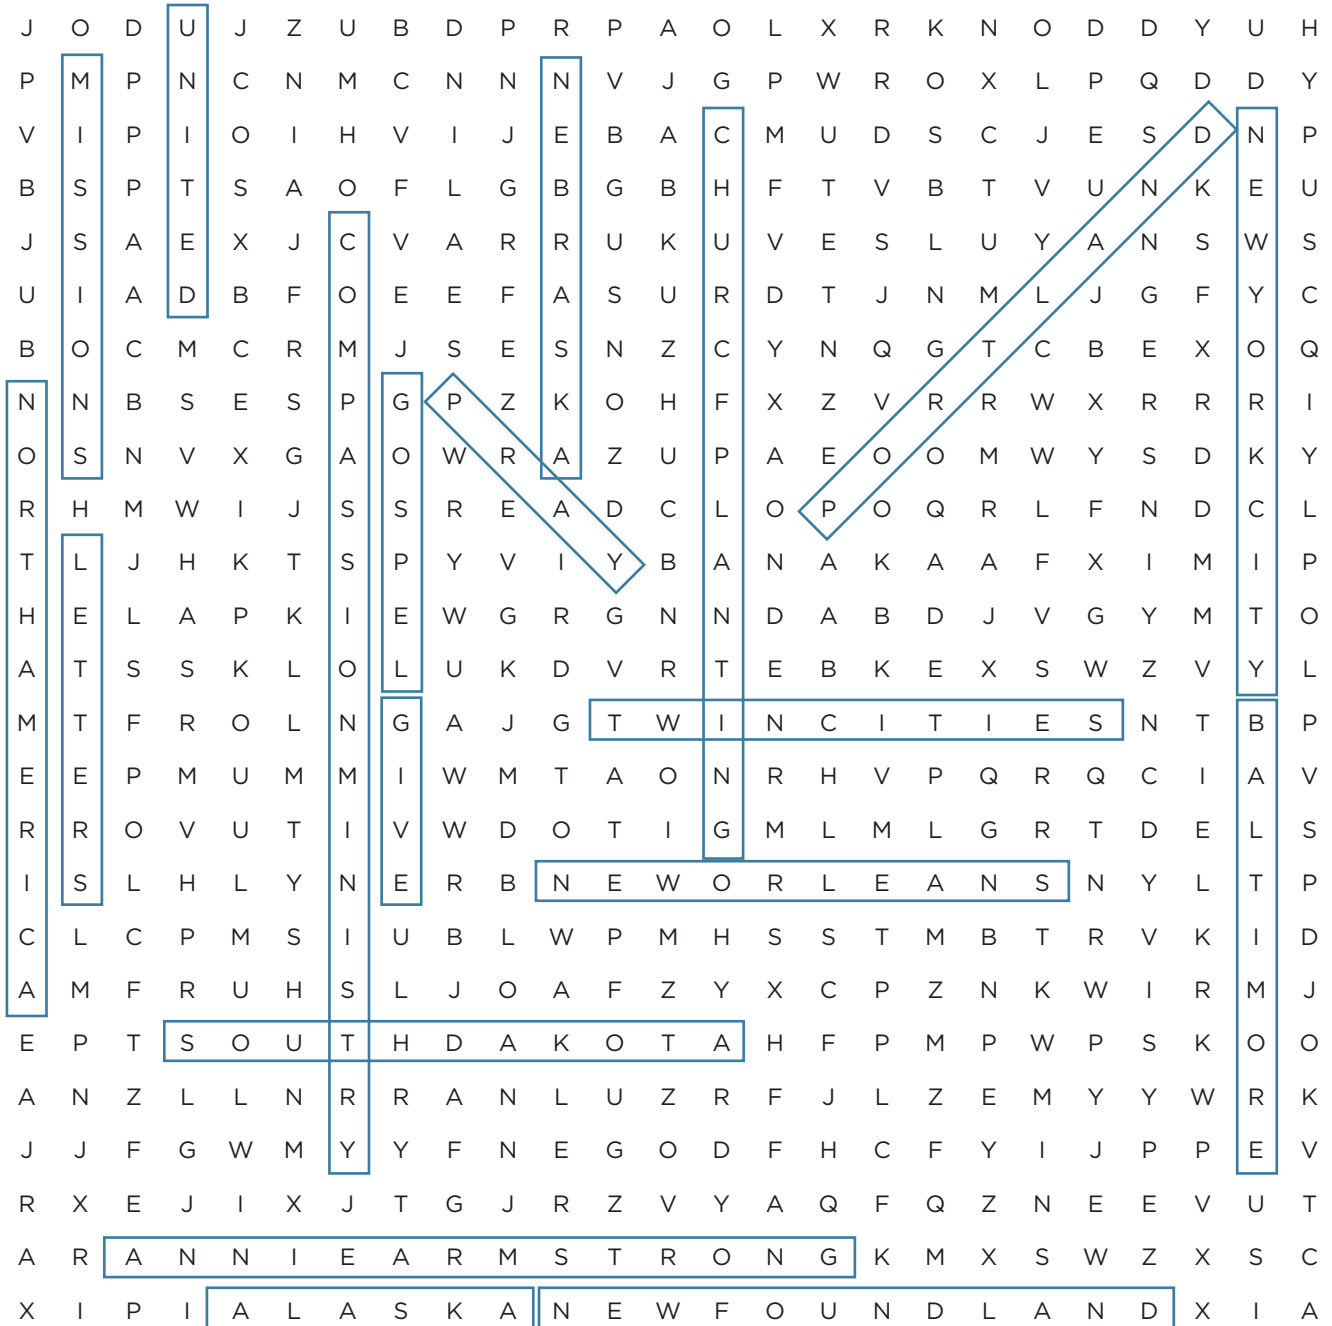 J O D U J Z U B D P R P A O L X R K N O D D Y U H
P M P N C N M C N N N V J G P W R O X L P Q D D Y
V I P I O I H V I J E B A C M U D S C J E S D N P
B S P T S A O F L G B G B H F T V B T V U N K E U
J S A E X J C V A R R U K U V E S L U Y A N S W S
U I A D B F O E E F A S U R D T J N M L J G F Y C
B O C M C R M J S E S N Z C Y N Q G T C B E X O Q
N N B S E S P G P Z K O H F X Z V R R W X R R R I
O S N V X G A O W R A Z U P A E O O M W Y S D K Y
R H M W I J S S R E A D C L O P O Q R L F N D C L
T L J H K T S P Y V I Y B A N A K A A F X I M I P
H E L A P K I E W G R G N N D A B D J V G Y M T O
A T S S K L O L U K D V R T E B K E X S W Z V Y L
M T F R O L N G A J G T W I N C I T I E S N T B P
E E P M U M M I W M T A O N R H V P Q R Q C I A V
R R O V U T I V W D O T I G M L M L G R T D E L S
I S L H L Y N E R B N E W O R L E A N S N Y L T P
C L C P M S I U B L W P M H S S T M B T R V K I D
A M F R U H S L J O A F Z Y X C P Z N K W I R M J
E P T S O U T H D A K O T A H F P M P W P S K O O
A N Z L L N R R A N L U Z R F J L Z E M Y Y W R K
J J F G W M Y Y F N E G O D F H C F Y I J P P E V
R X E J I X J T G J R Z V Y A Q F Q Z N E E V U T
A R A N N I E A R M S T R O N G K M X S W Z X S C
X I P I A L A S K A N E W F O U N D L A N D X I A